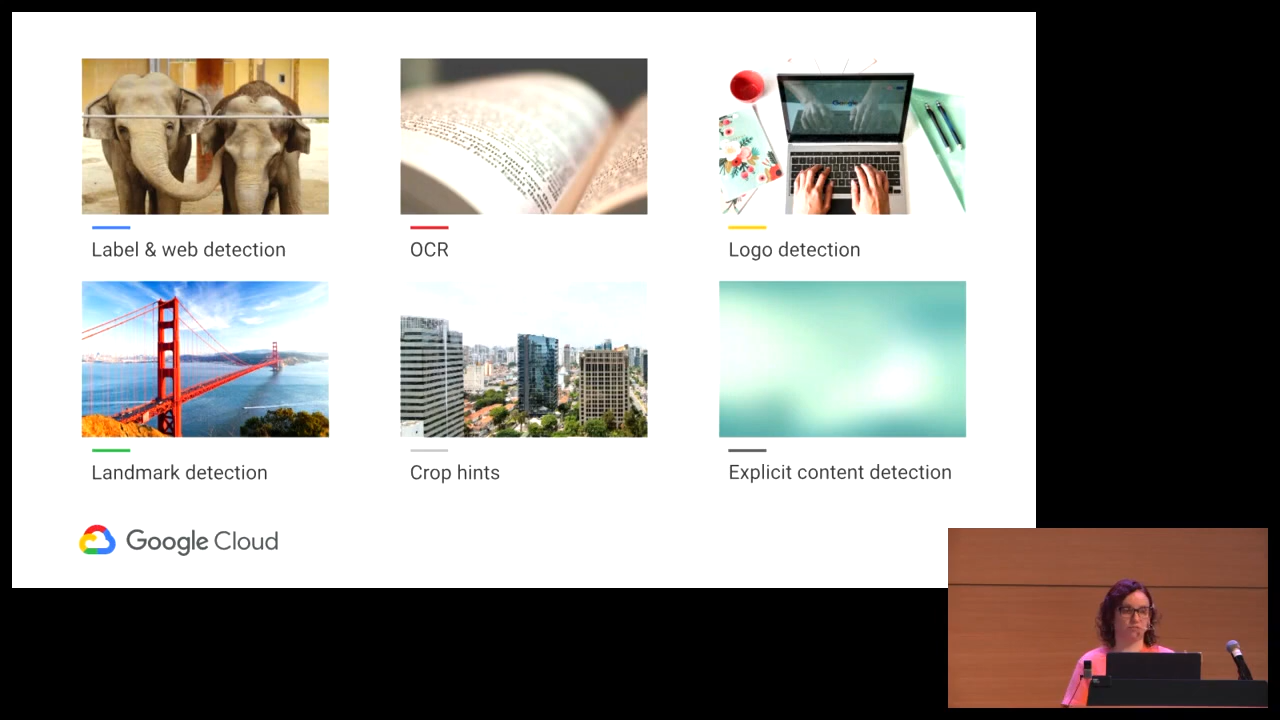 Label & web detection
OCR
Logo detection
Landmark detection
Crop hints
Explicit content detection
Google Cloud